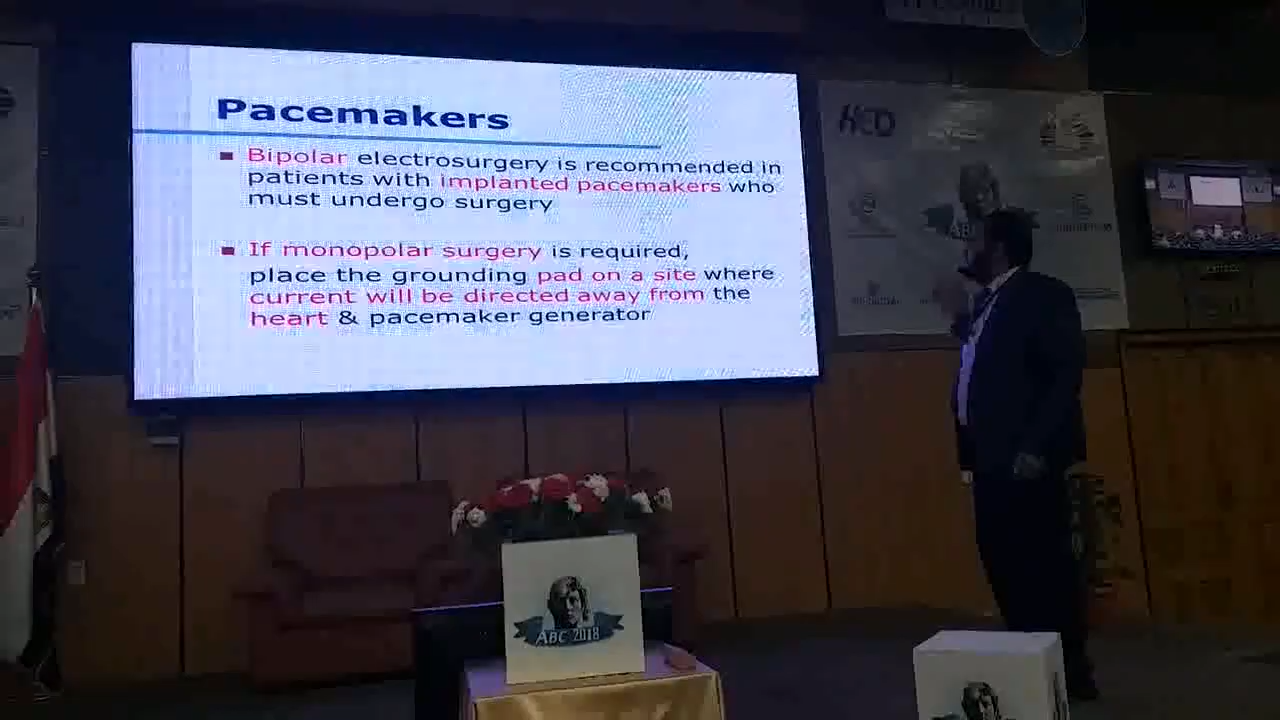 Pacemakers
Bipolar electrosurgery is recommended in
patients with implanted pacemakers who
must undergo surgery
If monopolar surgery is required,
place the grounding pad on a site where
current will be directed away from the
heart & pacemaker generator
ABC 2018